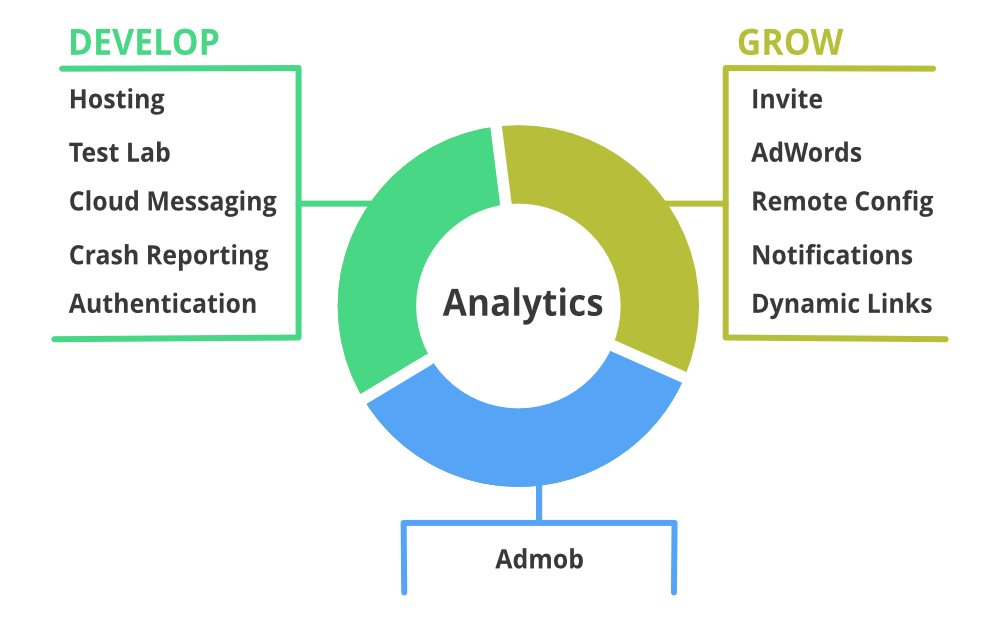 DEVELOP
Hosting
Test Lab
Cloud Messaging
Crash Reporting
Authentication
GROW
Invite
AdWords
Remote Config
Notifications
Dynamic Links
Analytics
Admob